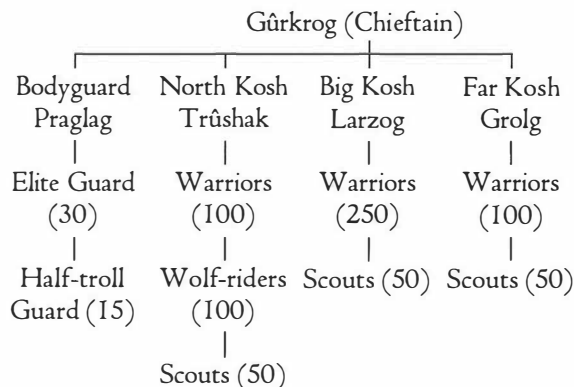 Gûrkrog (Chieftain)
Bodyguard
Praglag
North Kosh
Trûshak
Big Kosh
Larzog
Far Kosh
Grolg
Elite Guard
(30)
Warriors
(100)
Warriors
(250)
Warriors
(100)
Half-troll
Guard (15)
Wolf-riders
(100)
Scouts (50)
Scouts (50)
Scouts (50)